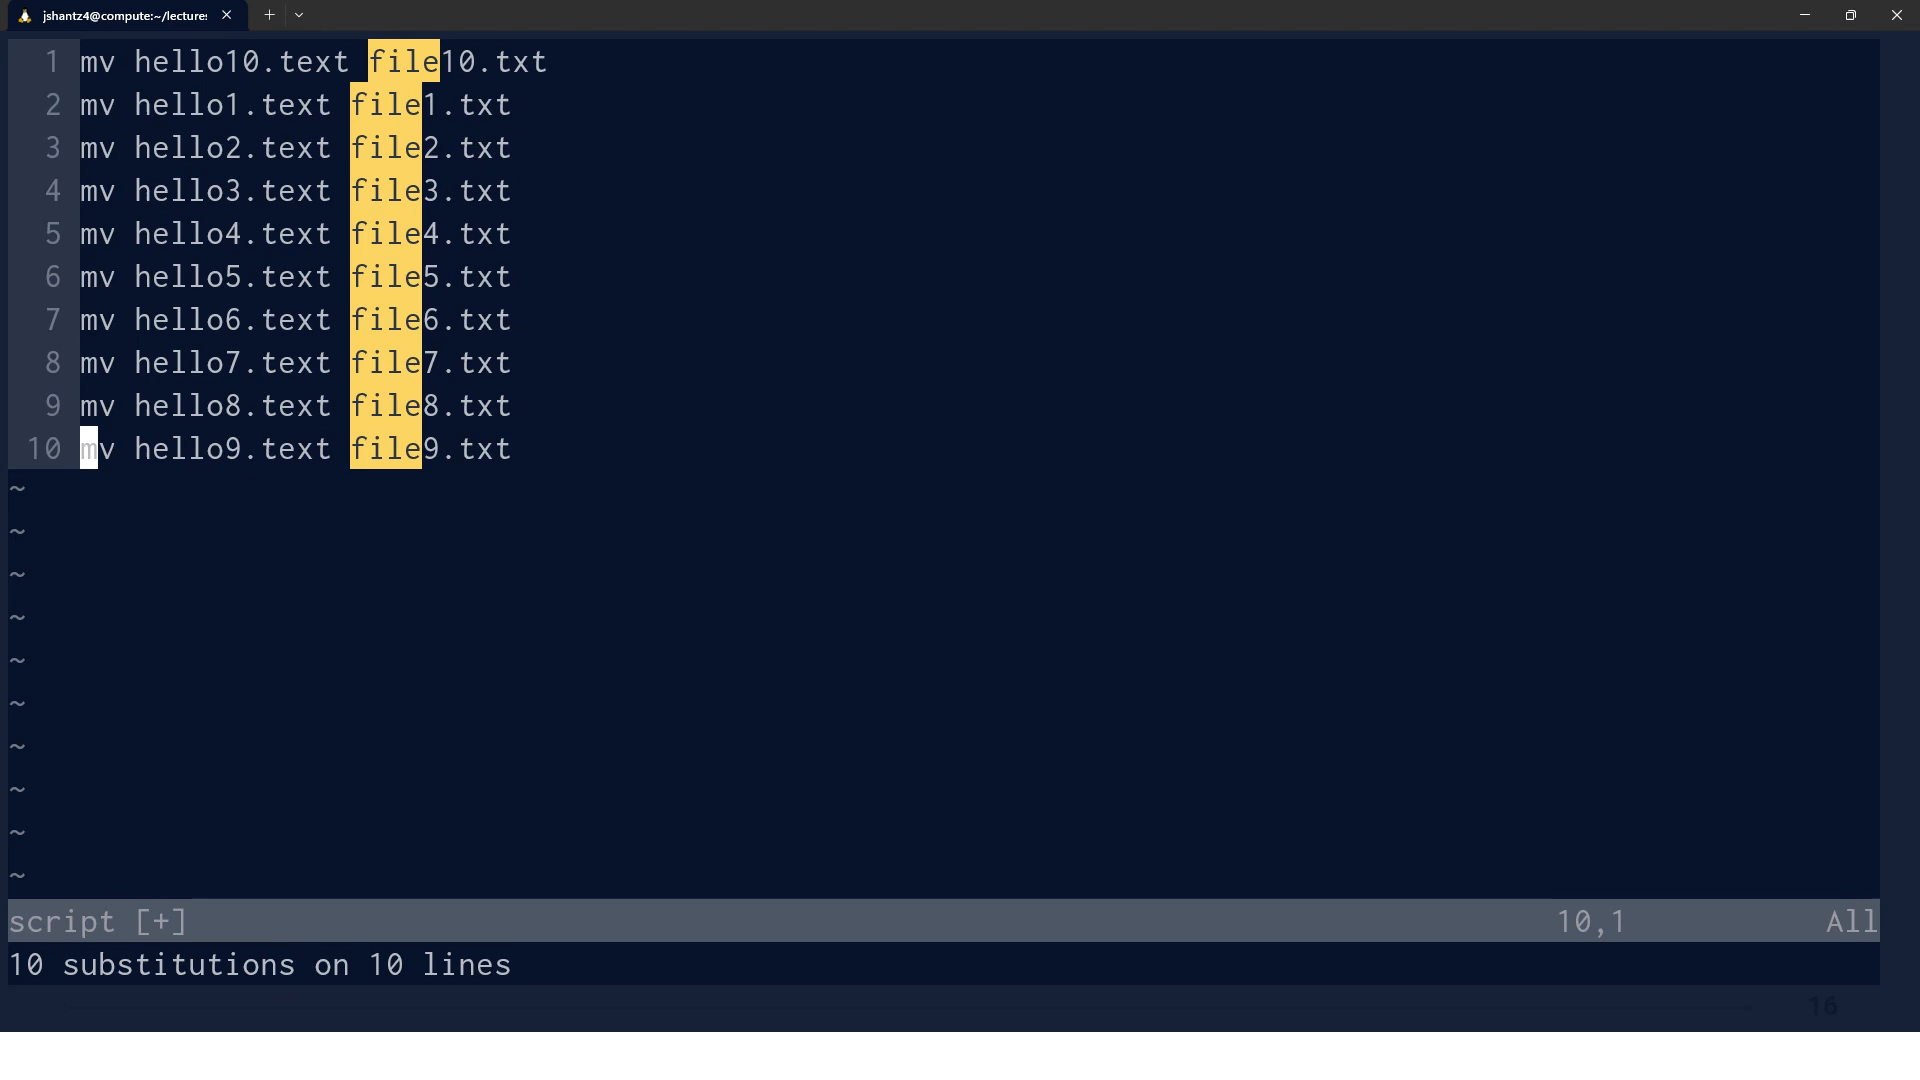 jshantz4@compute:~/lecture
1 mv hello10.text file10.txt
2 mv hello1.text file1.txt
3 mv hello2.text file2.txt
4 mv hello3.text file3.txt
5 mv hello4.text file4.txt
6 mv hello5.text file5.txt
7 mv hello6.text file6.txt
8 mv hello7.text file7.txt
9 mv hello8.text file8.txt
10 mv hello9.text file9.txt
~
~
~
~
~
~
~
~
~
~
script [+] 10,1 All
10 substitutions on 10 lines
16